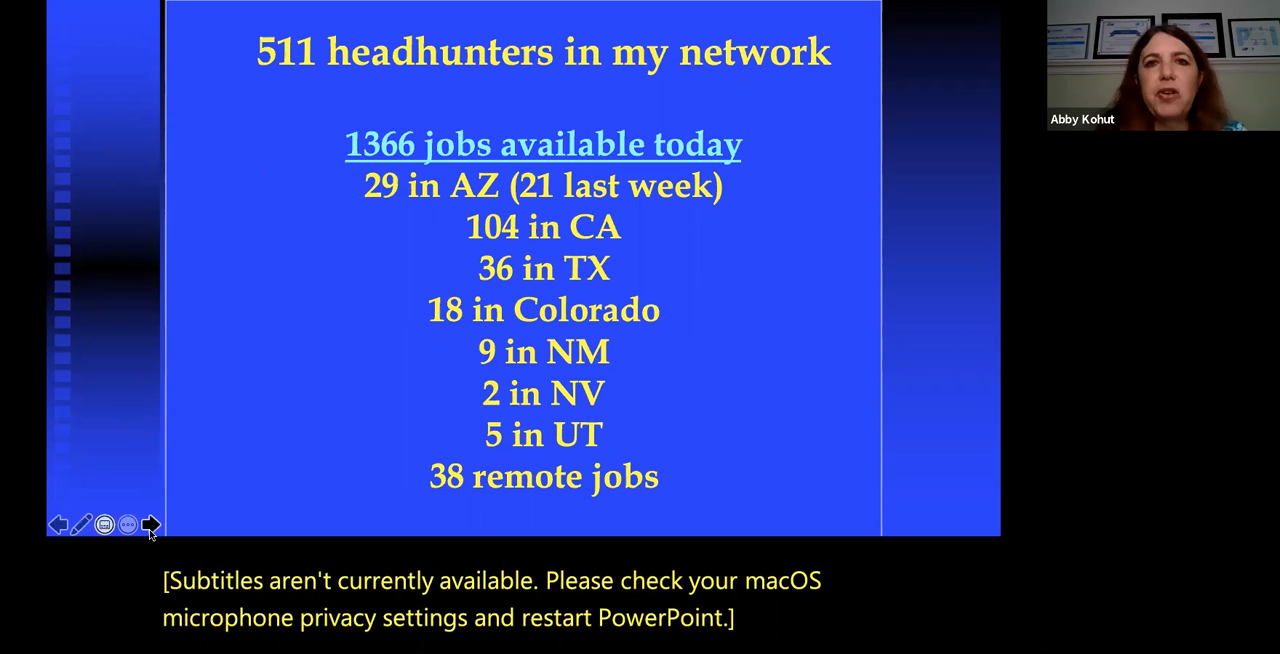 511 headhunters in my network
1366 jobs available today
29 in AZ (21 last week)
104 in CA
36 in TX
18 in Colorado
9 in NM
2 in NV
5 in UT
38 remote jobs
Abby Kohut
[Subtitles aren't currently available. Please check your macOS
microphone privacy settings and restart PowerPoint.]